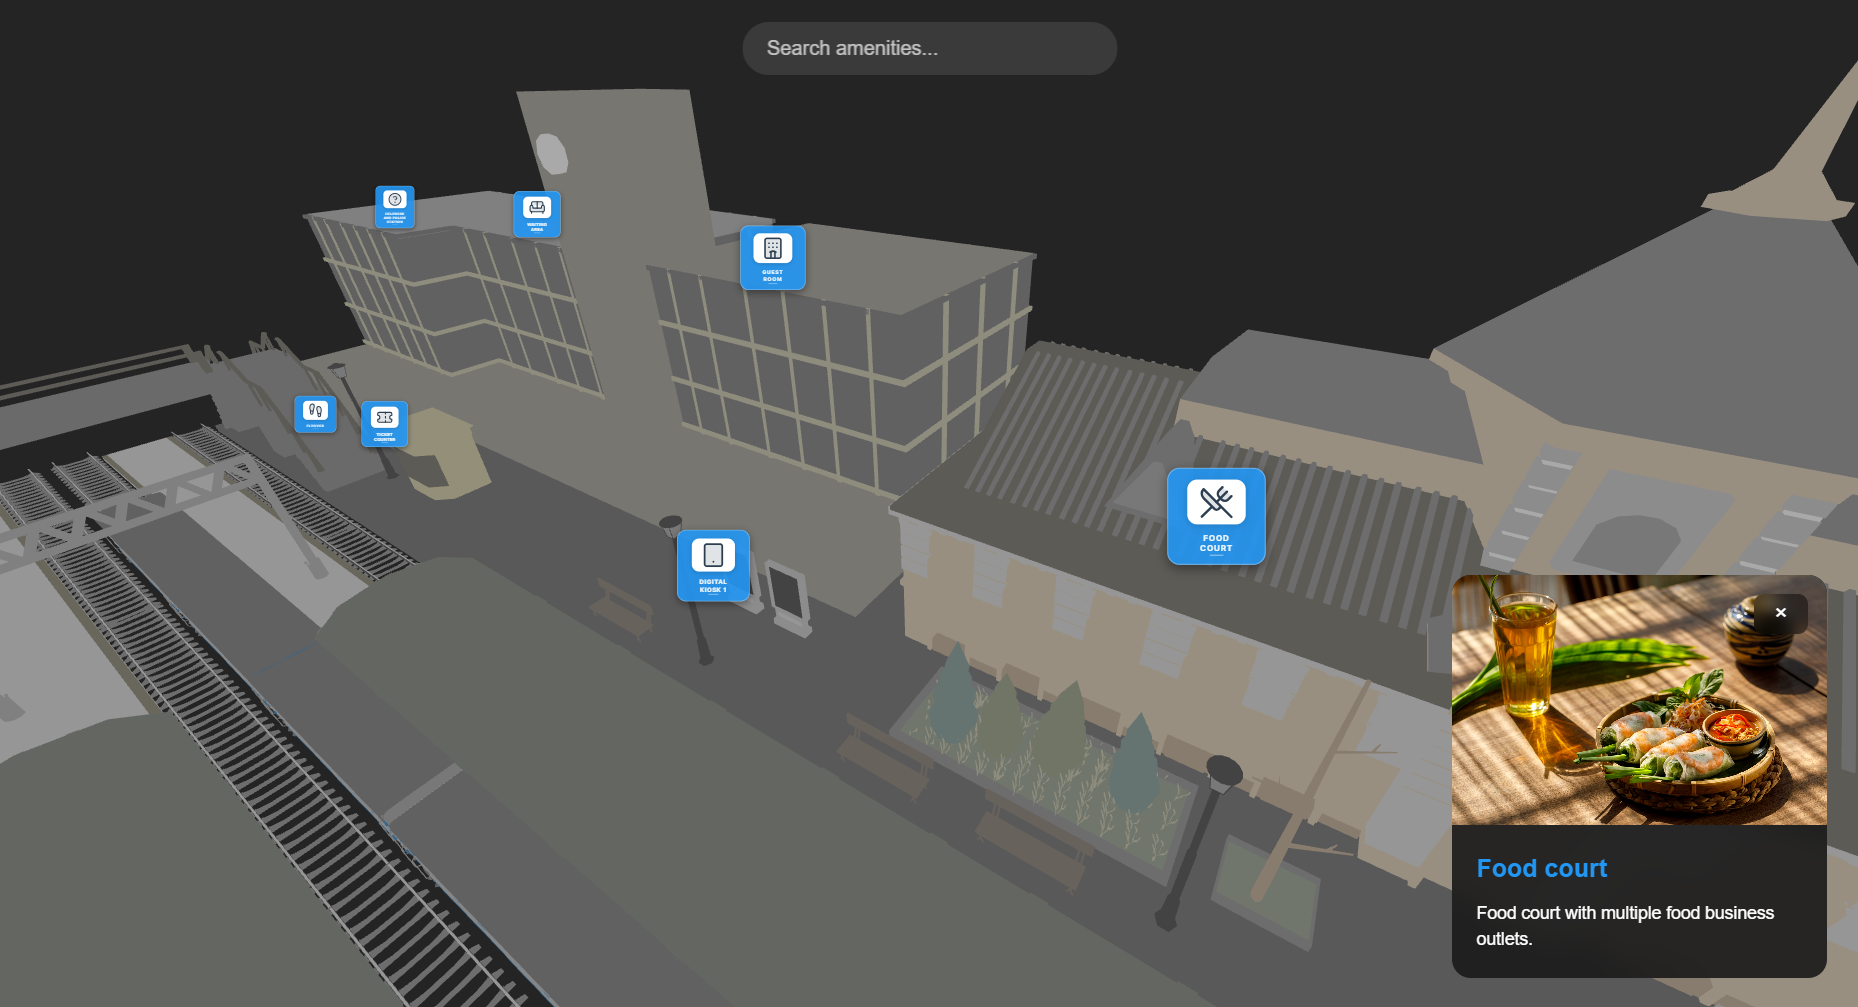 Search amenities...
WAITING
AREA
GUEST
ROOM
TICKET
COUNTER
FOOD
COURT
DIGITAL
KIOSK 1
×
Food court
Food court with multiple food business
outlets.